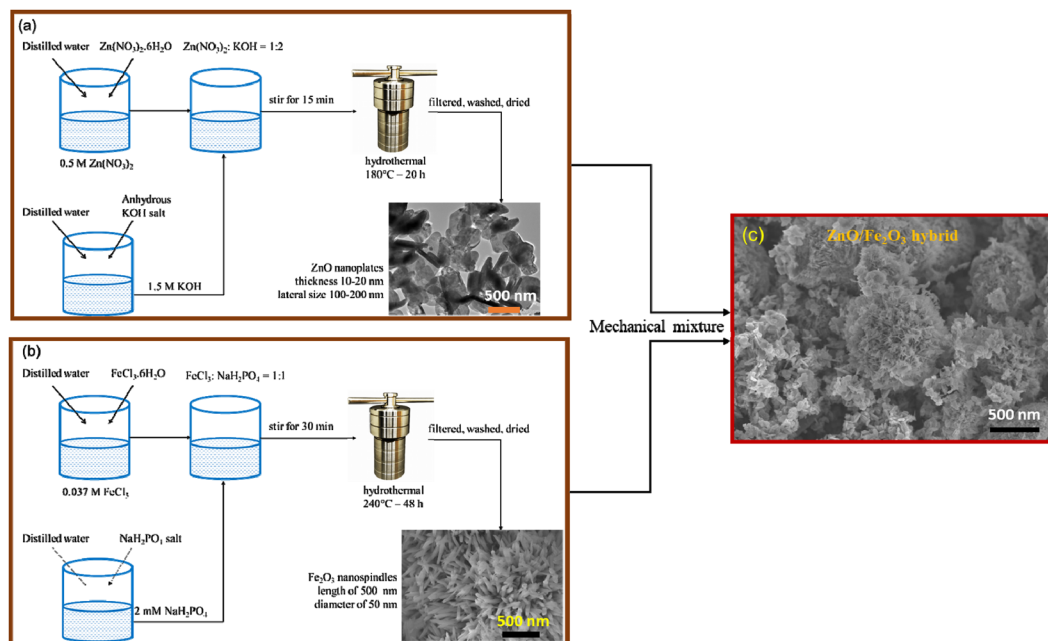 (a)
Distilled water
Zn(NO₃)₂.6H₂O
Zn(NO₃)₂: KOH = 1:2
stir for 15 min
filtered, washed, dried
0.5 M Zn(NO₃)₂
hydrothermal
180°C – 20 h
Distilled water
Anhydrous
KOH salt
1.5 M KOH
ZnO nanoplates
thickness 10-20 nm
lateral size 100-200 nm
500 nm
(b)
Distilled water
FeCl₃.6H₂O
FeCl₃: NaH₂PO₄ = 1:1
stir for 30 min
filtered, washed, dried
0.037 M FeCl₃
hydrothermal
240°C – 48 h
Distilled water
NaH₂PO₄ salt
2 mM NaH₂PO₄
Fe₂O₃ nanospindles
length of 500 nm
diameter of 50 nm
500 nm
Mechanical mixture
(c)
ZnO/Fe₂O₃ hybrid
500 nm